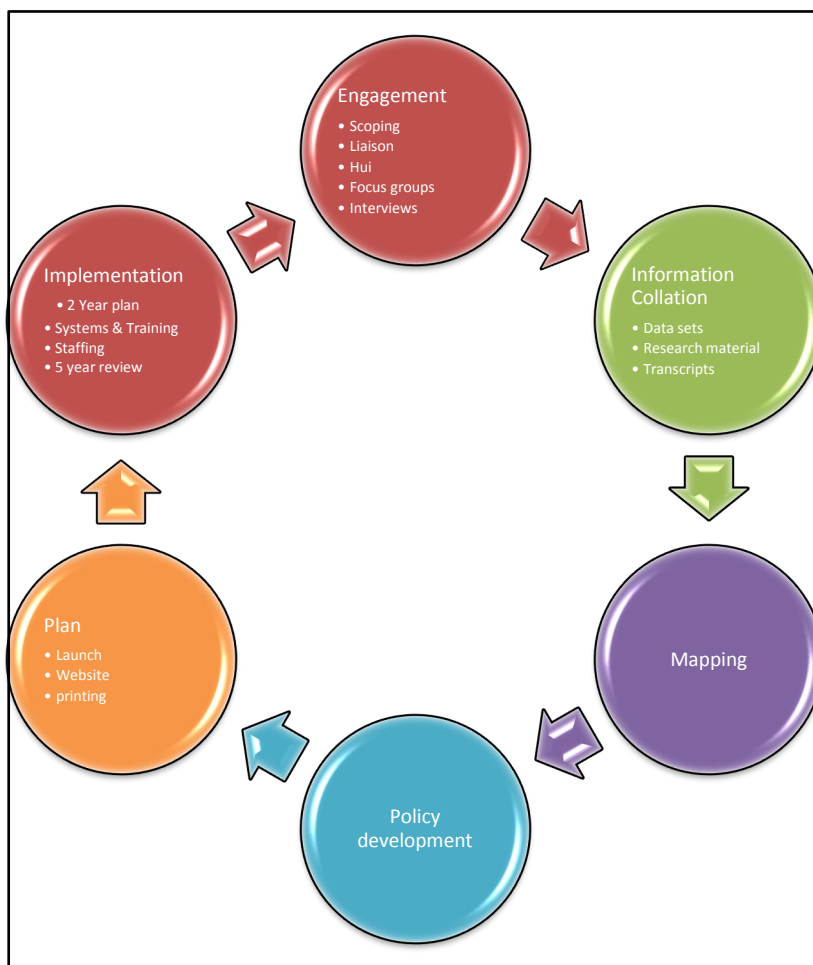 Engagement
• Scoping
• Liaison
• Hui
• Focus groups
• Interviews
Information
Collation
• Data sets
• Research material
• Transcripts
Mapping
Policy
development
Plan
• Launch
• Website
• printing
Implementation
• 2 Year plan
• Systems & Training
• Staffing
• 5 year review